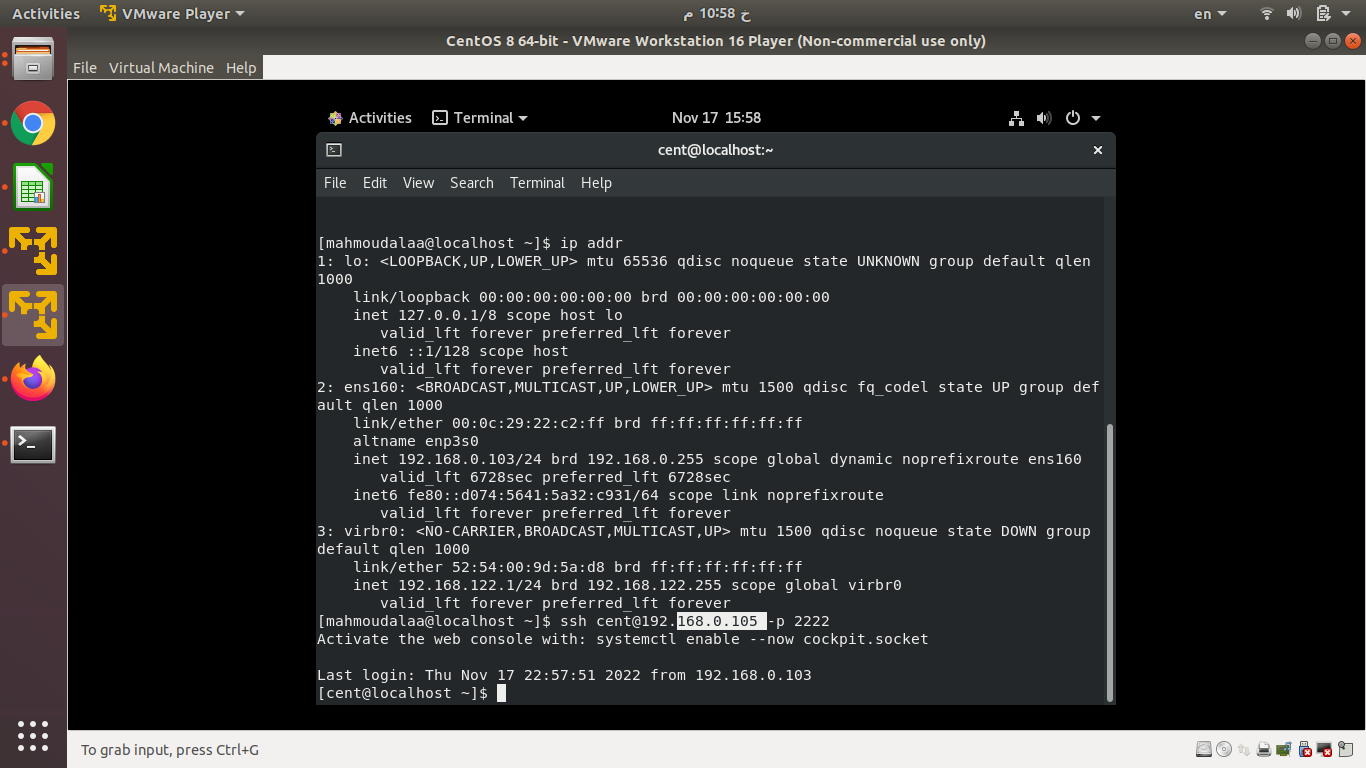 Activities VMware Player خ 10:58 م en
CentOS 8 64-bit - VMware Workstation 16 Player (Non-commercial use only)
File Virtual Machine Help
Activities Terminal Nov 17 15:58
cent@localhost:~
File Edit View Search Terminal Help
[mahmoudalaa@localhost ~]$ ip addr
1: lo: <LOOPBACK,UP,LOWER_UP> mtu 65536 qdisc noqueue state UNKNOWN group default qlen
1000
link/loopback 00:00:00:00:00:00 brd 00:00:00:00:00:00
inet 127.0.0.1/8 scope host lo
valid_lft forever preferred_lft forever
inet6 ::1/128 scope host
valid_lft forever preferred_lft forever
2: ens160: <BROADCAST,MULTICAST,UP,LOWER_UP> mtu 1500 qdisc fq_codel state UP group def
ault qlen 1000
link/ether 00:0c:29:22:c2:ff brd ff:ff:ff:ff:ff:ff
altname enp3s0
inet 192.168.0.103/24 brd 192.168.0.255 scope global dynamic noprefixroute ens160
valid_lft 6728sec preferred_lft 6728sec
inet6 fe80::d074:5641:5a32:c931/64 scope link noprefixroute
valid_lft forever preferred_lft forever
3: virbr0: <NO-CARRIER,BROADCAST,MULTICAST,UP> mtu 1500 qdisc noqueue state DOWN group
default qlen 1000
link/ether 52:54:00:9d:5a:d8 brd ff:ff:ff:ff:ff:ff
inet 192.168.122.1/24 brd 192.168.122.255 scope global virbr0
valid_lft forever preferred_lft forever
[mahmoudalaa@localhost ~]$ ssh cent@192.168.0.105 -p 2222
Activate the web console with: systemctl enable --now cockpit.socket
Last login: Thu Nov 17 22:57:51 2022 from 192.168.0.103
[cent@localhost ~]$
To grab input, press Ctrl+G